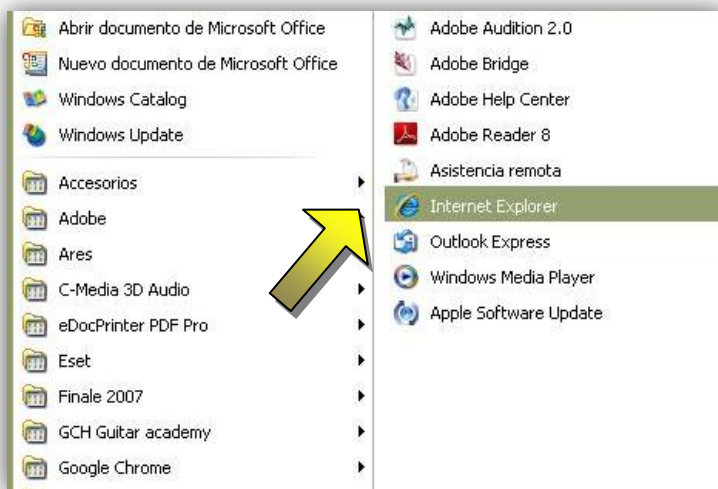 Abrir documento de Microsoft Office
Nuevo documento de Microsoft Office
Windows Catalog
Windows Update
Accesorios
Adobe
Ares
C-Media 3D Audio
eDocPrinter PDF Pro
Eset
Finale 2007
GCH Guitar academy
Google Chrome
Adobe Audition 2.0
Adobe Bridge
Adobe Help Center
Adobe Reader 8
Asistencia remota
Internet Explorer
Outlook Express
Windows Media Player
Apple Software Update